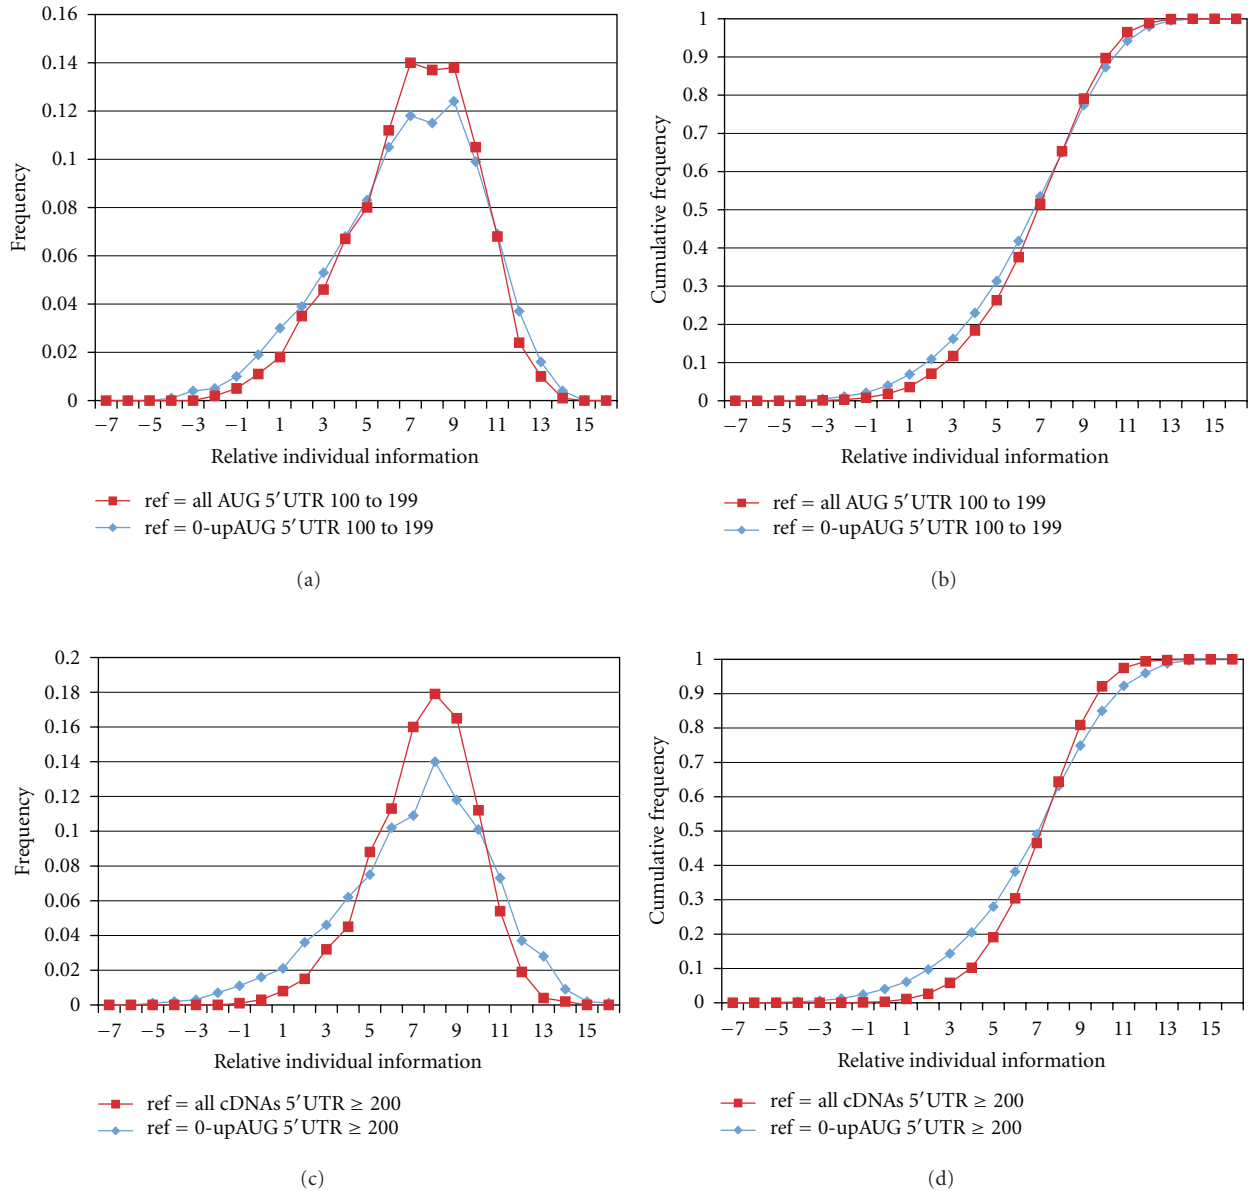 0.16
0.14
0.12
0.1
0.08
0.06
0.04
0.02
0
Frequency
−7 −5 −3 −1 1 3 5 7 9 11 13 15
Relative individual information
ref = all AUG 5′UTR 100 to 199
ref = 0-upAUG 5′UTR 100 to 199
(a)
1
0.9
0.8
0.7
0.6
0.5
0.4
0.3
0.2
0.1
0
Cumulative frequency
−7 −5 −3 −1 1 3 5 7 9 11 13 15
Relative individual information
ref = all AUG 5′UTR 100 to 199
ref = 0-upAUG 5′UTR 100 to 199
(b)
0.2
0.18
0.16
0.14
0.12
0.1
0.08
0.06
0.04
0.02
0
Frequency
−7 −5 −3 −1 1 3 5 7 9 11 13 15
Relative individual information
ref = all cDNAs 5′UTR ≥ 200
ref = 0-upAUG 5′UTR ≥ 200
(c)
1
0.9
0.8
0.7
0.6
0.5
0.4
0.3
0.2
0.1
0
Cumulative frequency
−7 −5 −3 −1 1 3 5 7 9 11 13 15
Relative individual information
ref = all cDNAs 5′UTR ≥ 200
ref = 0-upAUG 5′UTR ≥ 200
(d)